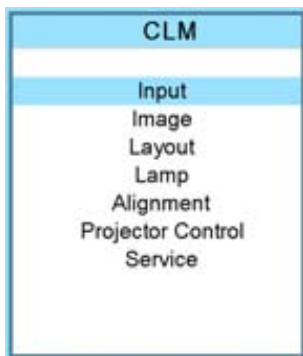 CLM
Input
Image
Layout
Lamp
Alignment
Projector Control
Service